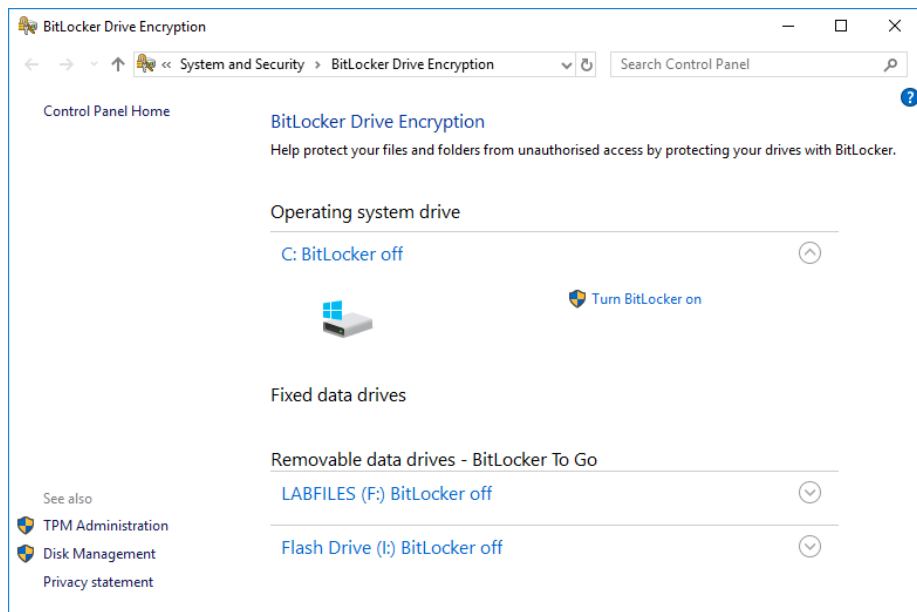 BitLocker Drive Encryption
« System and Security › BitLocker Drive Encryption
Search Control Panel
?
Control Panel Home
BitLocker Drive Encryption
Help protect your files and folders from unauthorised access by protecting your drives with BitLocker.
Operating system drive
C: BitLocker off
Turn BitLocker on
Fixed data drives
Removable data drives - BitLocker To Go
LABFILES (F:) BitLocker off
Flash Drive (I:) BitLocker off
See also
TPM Administration
Disk Management
Privacy statement